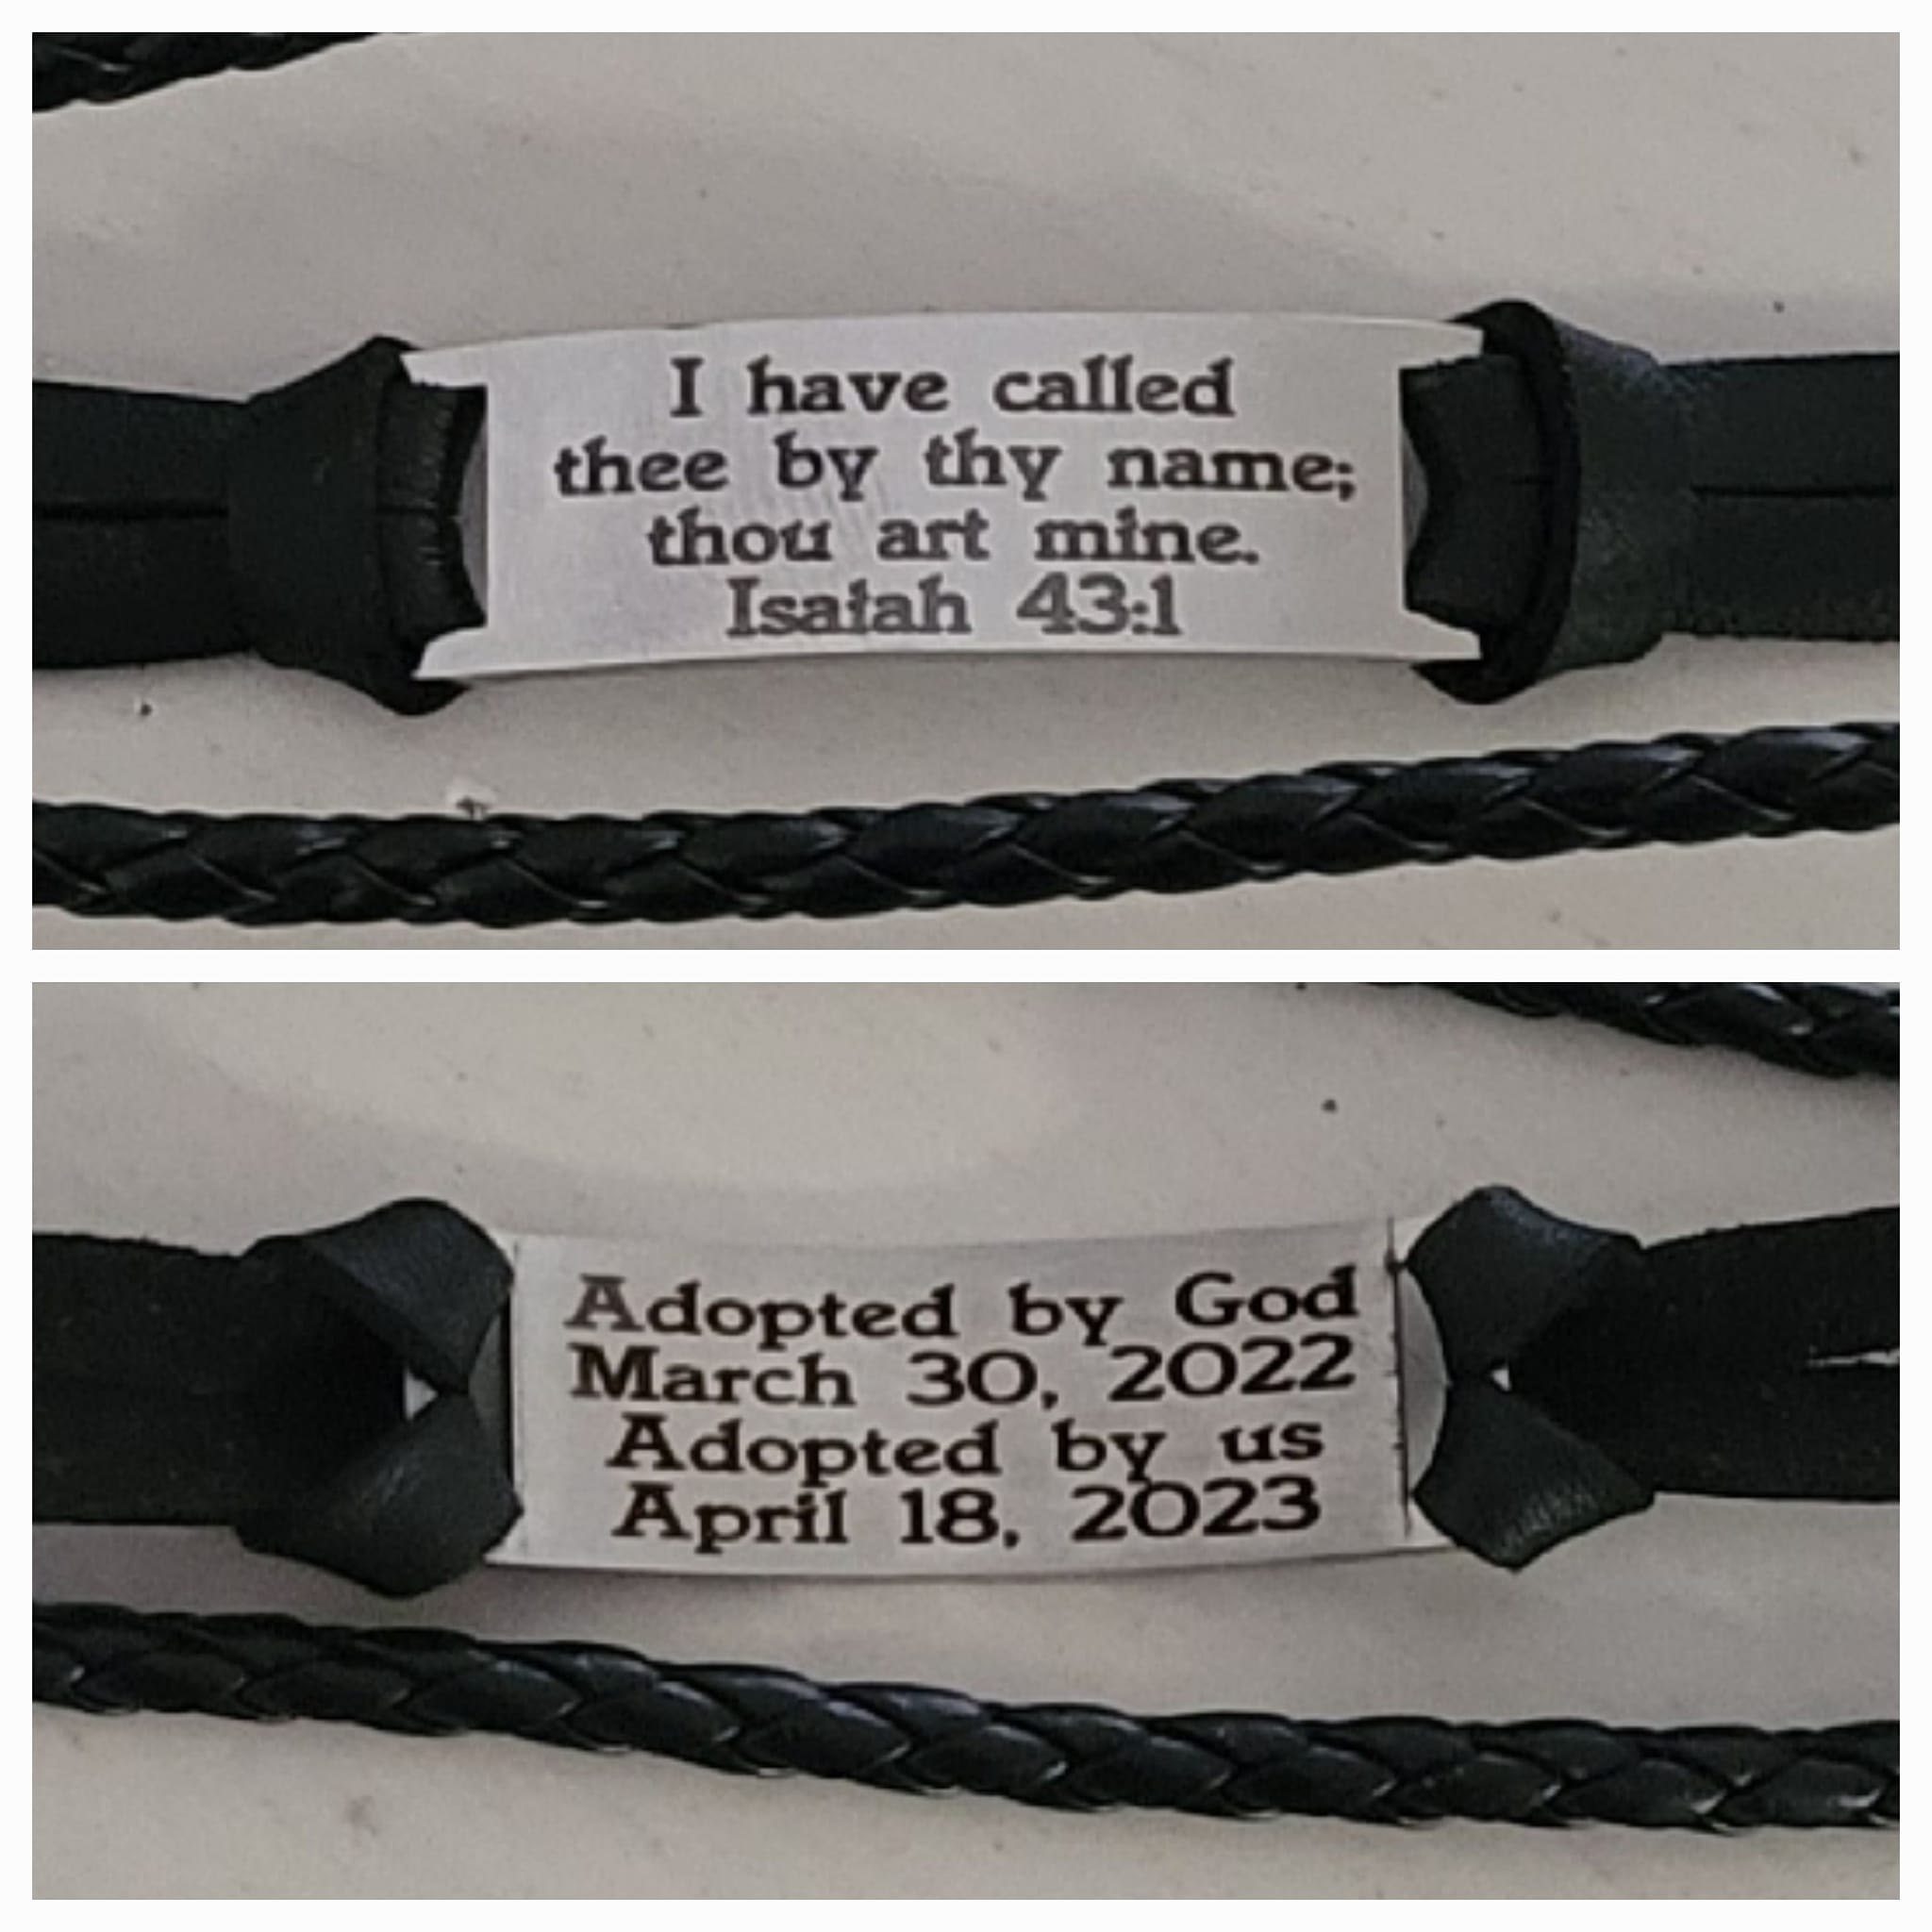 I have called
thee by thy name;
thou art mine.
Isaiah 43:1
Adopted by God
March 30, 2022
Adopted by us
April 18, 2023